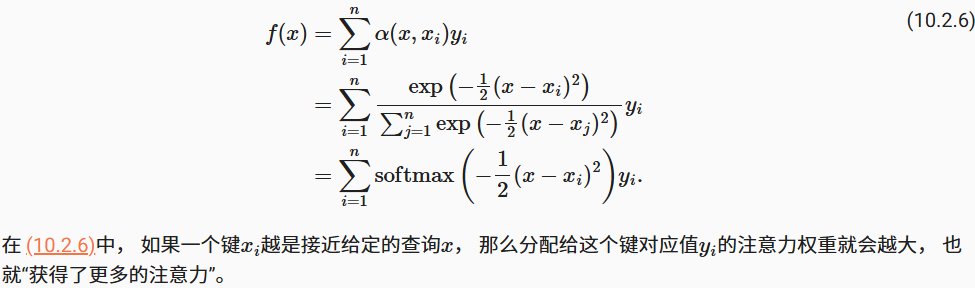 f(x) = ∑_{i=1}^{n} α(x, x_i)y_i (10.2.6)
= ∑_{i=1}^{n} \frac{exp(-\frac{1}{2}(x - x_i)^2)}{∑_{j=1}^{n} exp(-\frac{1}{2}(x - x_j)^2)} y_i
= ∑_{i=1}^{n} softmax(-\frac{1}{2}(x - x_i)^2) y_i.
在 (10.2.6)中， 如果一个键x_i越是接近给定的查询x， 那么分配给这个键对应值y_i的注意力权重就会越大， 也
就“获得了更多的注意力”。